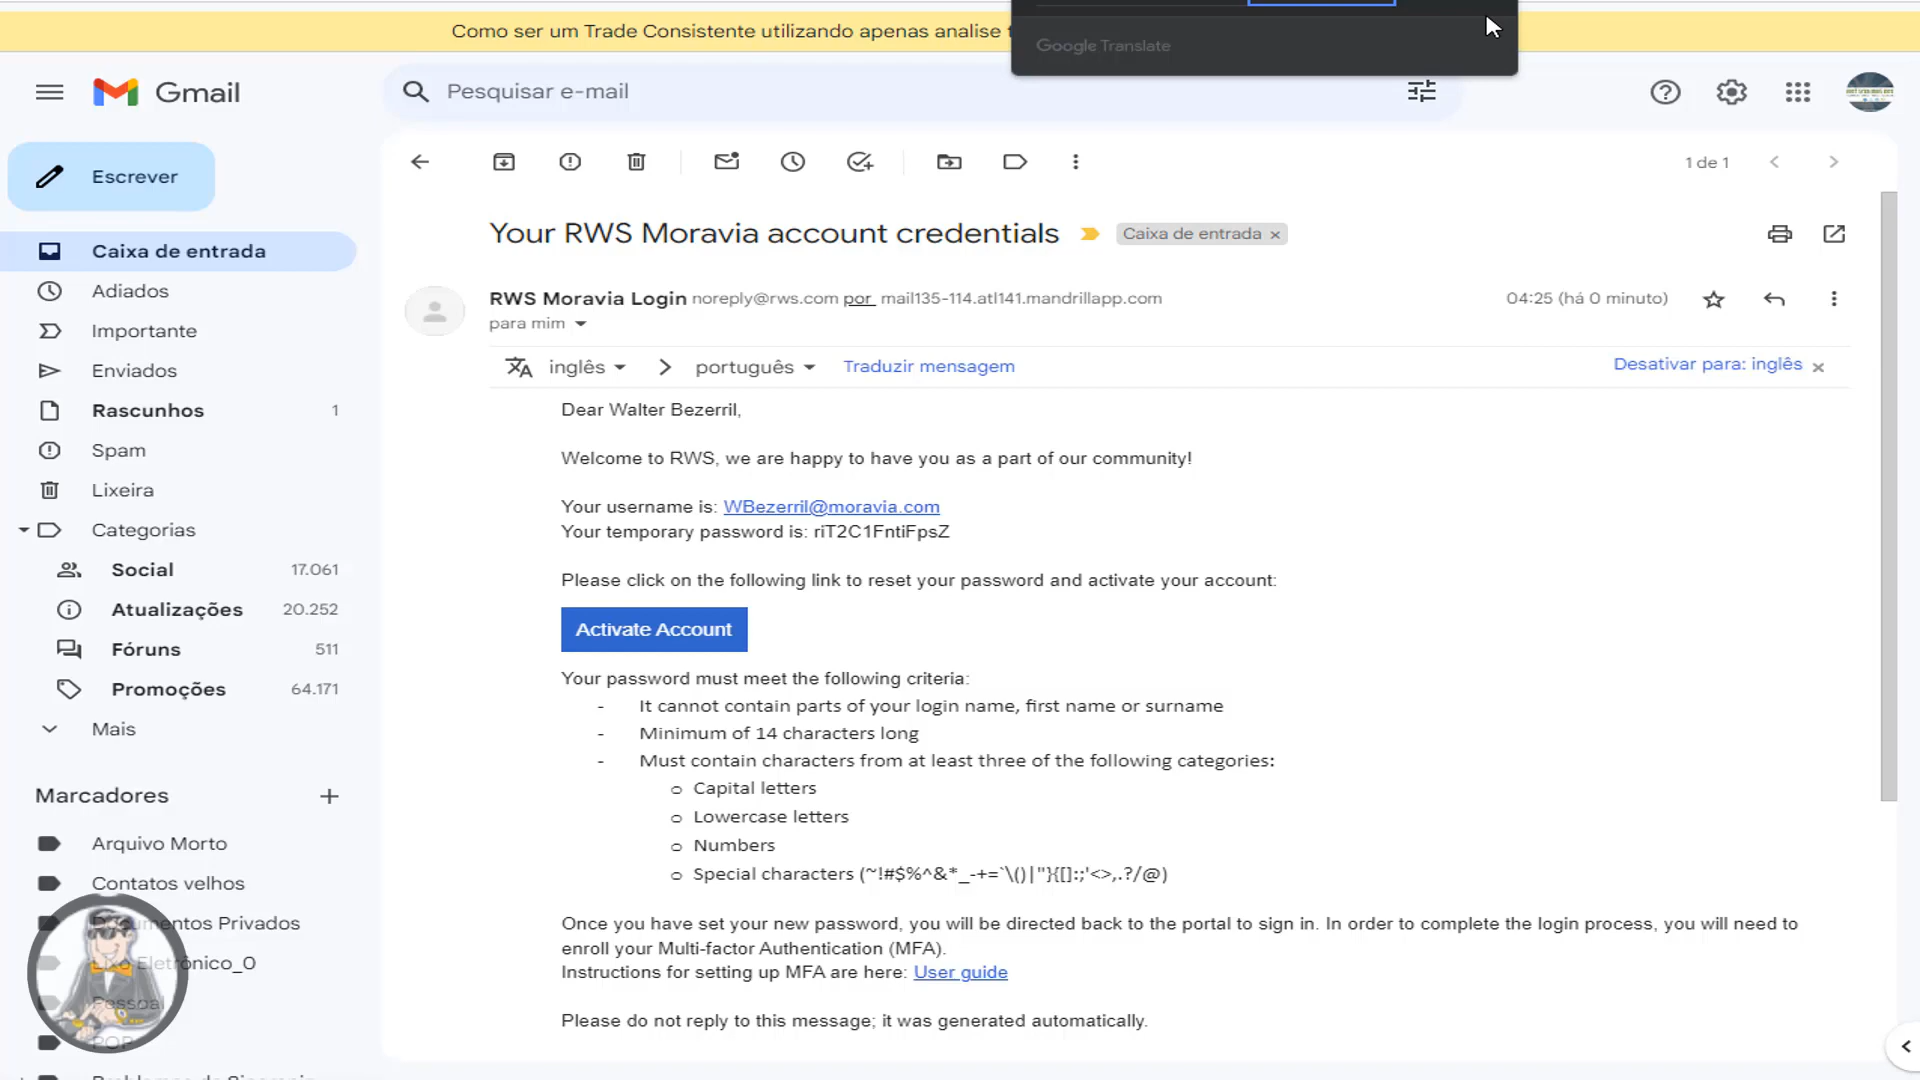 Como ser um Trade Consistente utilizando apenas analise
Google Translate
Gmail
Pesquisar e-mail
Escrever
1 de 1
Caixa de entrada
Adiados
Importante
Enviados
Rascunhos 1
Spam
Lixeira
Categorias
Social 17.061
Atualizações 20.252
Fóruns 511
Promoções 64.171
Mais
Marcadores
Arquivo Morto
Contatos velhos
Documentos Privados
Lixo Eletrônico_0
Pessoal
POP
Your RWS Moravia account credentials
Caixa de entrada ×
RWS Moravia Login noreply@rws.com por mail135-114.atl141.mandrillapp.com
04:25 (há 0 minuto)
para mim
inglês > português Traduzir mensagem
Desativar para: inglês ×
Dear Walter Bezerril,
Welcome to RWS, we are happy to have you as a part of our community!
Your username is: WBezerril@moravia.com
Your temporary password is: riT2C1FntiFpsZ
Please click on the following link to reset your password and activate your account:
Activate Account
Your password must meet the following criteria:
- It cannot contain parts of your login name, first name or surname
- Minimum of 14 characters long
- Must contain characters from at least three of the following categories:
o Capital letters
o Lowercase letters
o Numbers
o Special characters (~!#$%^&*_-+=`\()|"}{[]:;'<>,.?/@)
Once you have set your new password, you will be directed back to the portal to sign in. In order to complete the login process, you will need to
enroll your Multi-factor Authentication (MFA).
Instructions for setting up MFA are here: User guide
Please do not reply to this message; it was generated automatically.